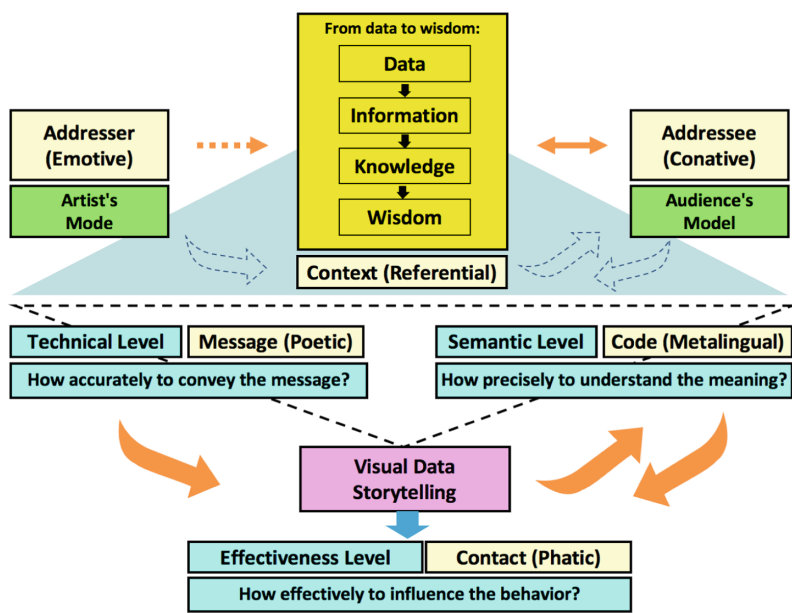 From data to wisdom:
Data
Information
Knowledge
Wisdom
Addresser
(Emotive)
Artist's
Mode
Addressee
(Conative)
Audience's
Model
Context (Referential)
Technical Level
Message (Poetic)
How accurately to convey the message?
Semantic Level
Code (Metalingual)
How precisely to understand the meaning?
Visual Data
Storytelling
Effectiveness Level
Contact (Phatic)
How effectively to influence the behavior?